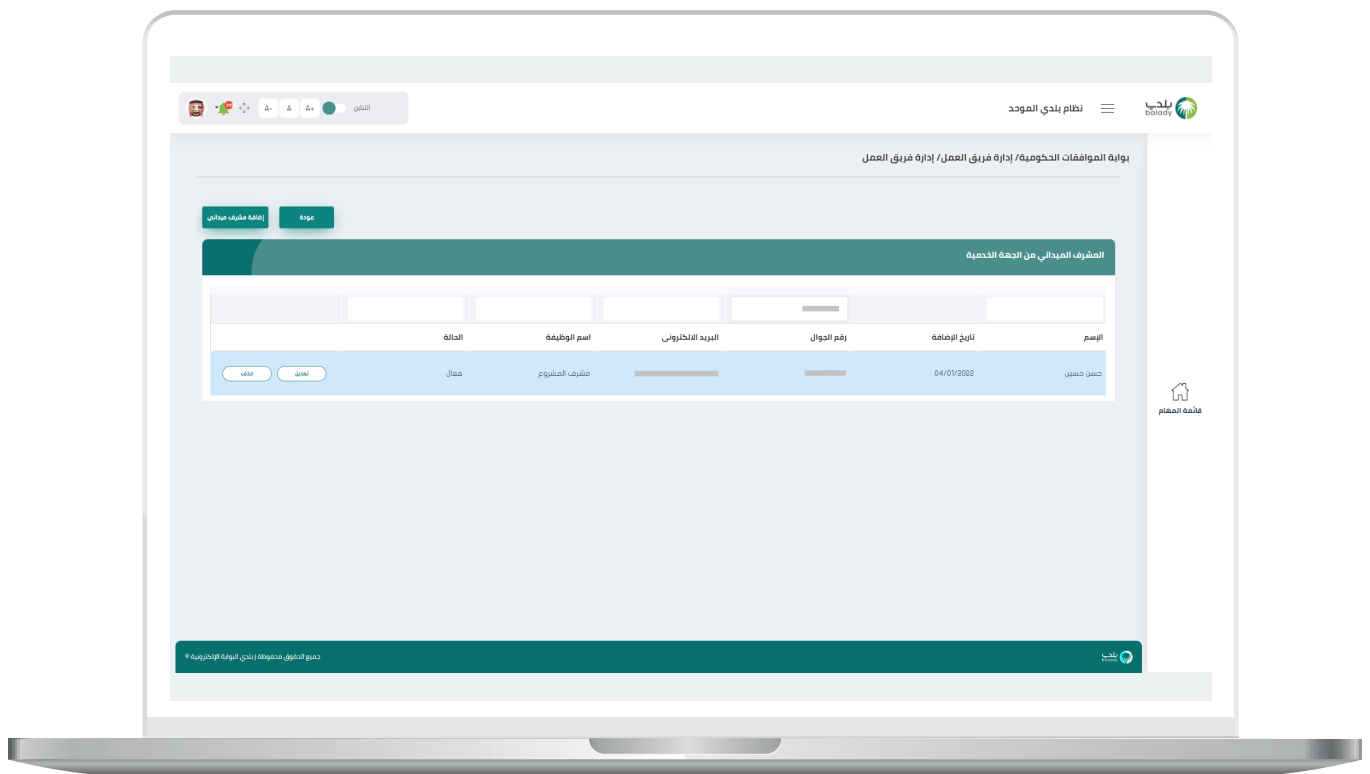 بلدي
balady
نظام بلدي الموحد
التباين
A+ A A-
بوابة الموافقات الحكومية/ إدارة فريق العمل/ إدارة فريق العمل
عودة
إضافة مشرف ميداني
المشرف الميداني من الجهة الخدمية
الإسم تاريخ الإضافة رقم الجوال البريد الالكتروني اسم الوظيفة الحالة
حسن حسين 04/01/2022 مشرف المشروع فعال تعديل حذف
قائمة المهام
بلدي
balady
جميع الحقوق محفوظة | بلدي البوابة الإلكترونية ©